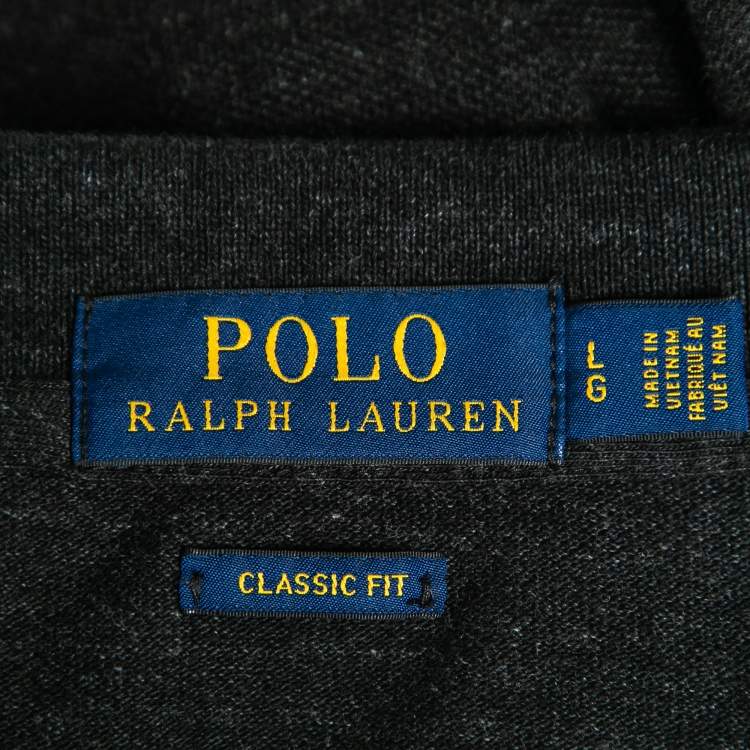 POLO
RALPH LAUREN
L
G
MADE IN
VIETNAM
FABRIQUÉ AU
VIÊT NAM
CLASSIC FIT